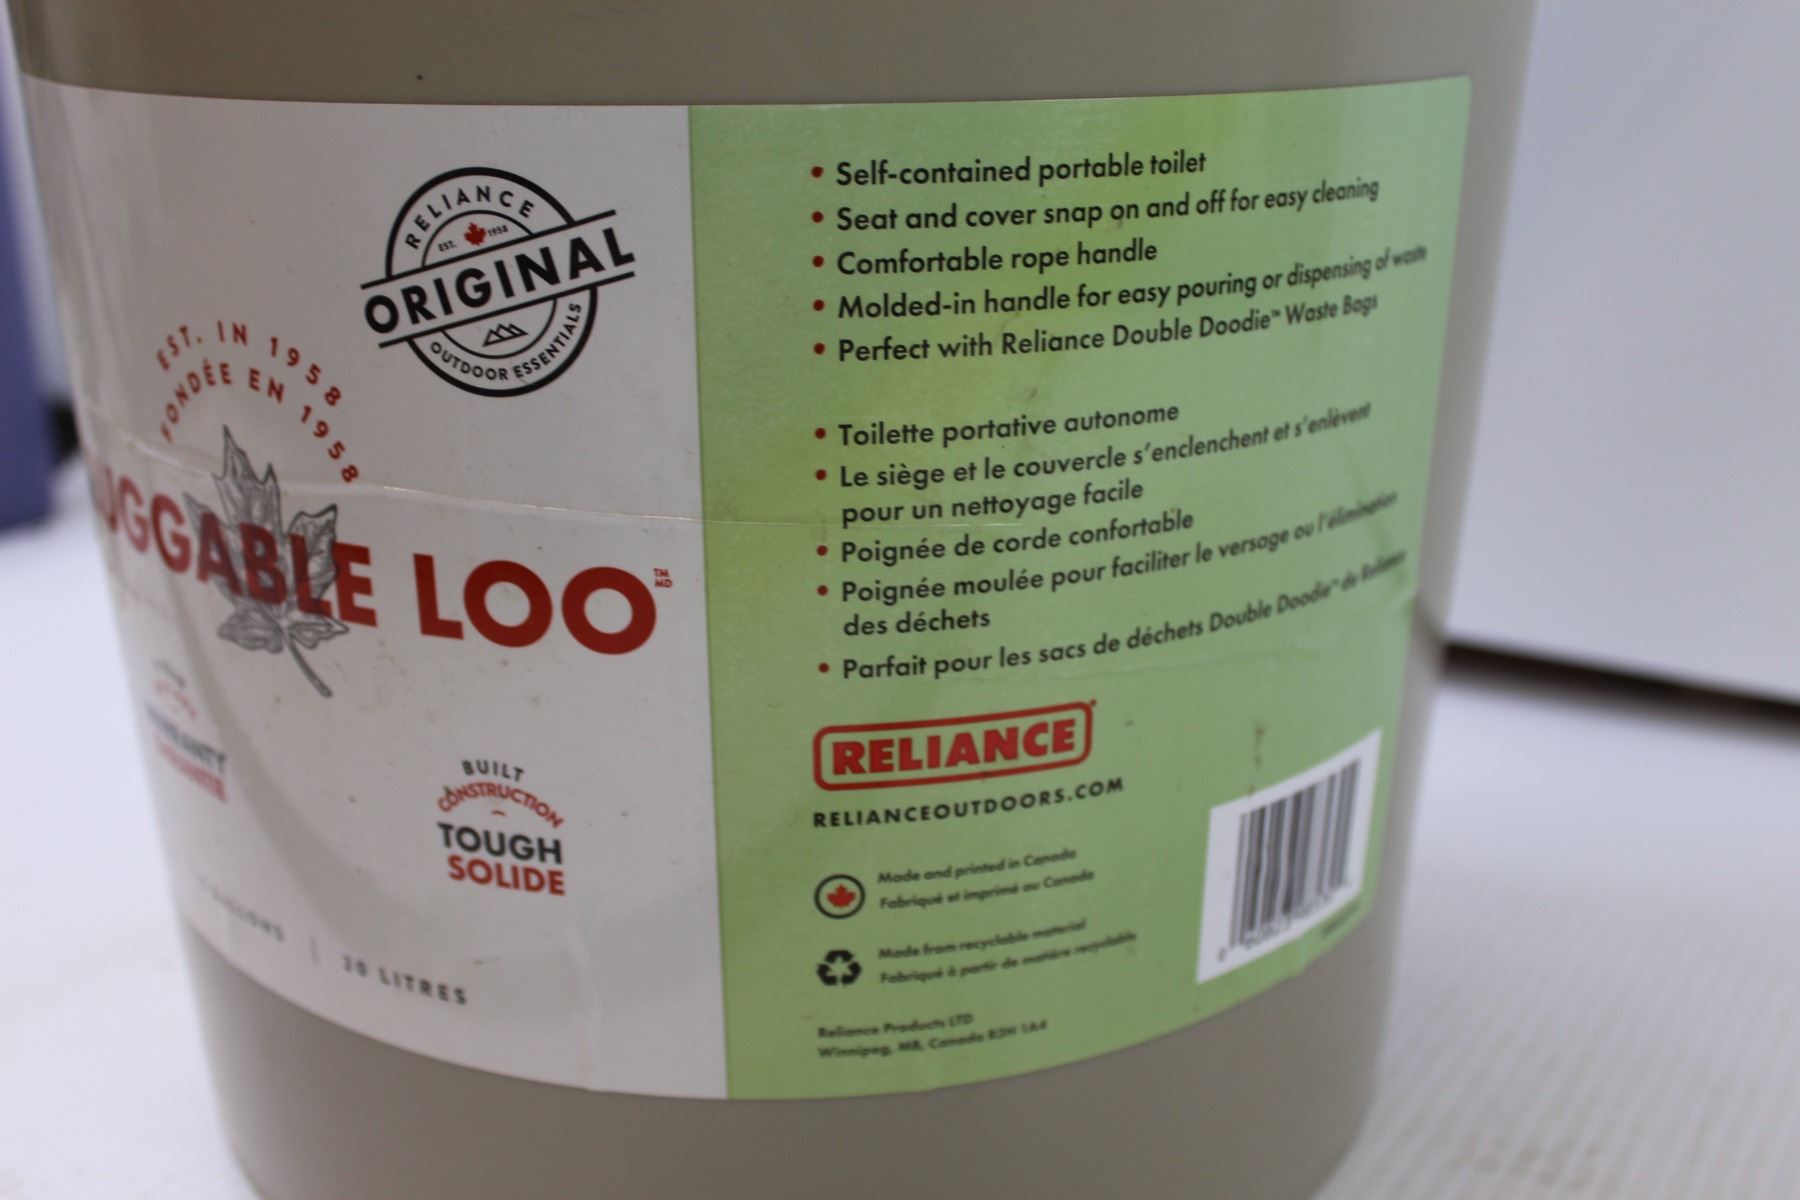 RELIANCE
EST. 1958
ORIGINAL
OUTDOOR ESSENTIALS
EST. IN 1958
FONDÉE EN 1958
UGGABLE LOO™ MD
BUILT
CONSTRUCTION
TOUGH
SOLIDE
20 LITRES
• Self-contained portable toilet
• Seat and cover snap on and off for easy cleaning
• Comfortable rope handle
• Molded-in handle for easy pouring or dispensing of waste
• Perfect with Reliance Double Doodie™ Waste Bags
• Toilette portative autonome
• Le siège et le couvercle s'enclenchent et s'enlèvent
pour un nettoyage facile
• Poignée de corde confortable
• Poignée moulée pour faciliter le versage ou l'élimination
des déchets
• Parfait pour les sacs de déchets Double Doodie™ de Reliance
RELIANCE
RELIANCEOUTDOORS.COM
Made and printed in Canada
Fabriqué et imprimé au Canada
Made from recyclable material
Fabriqué à partir de matière recyclable
Reliance Products LTD
Winnipeg, MB, Canada